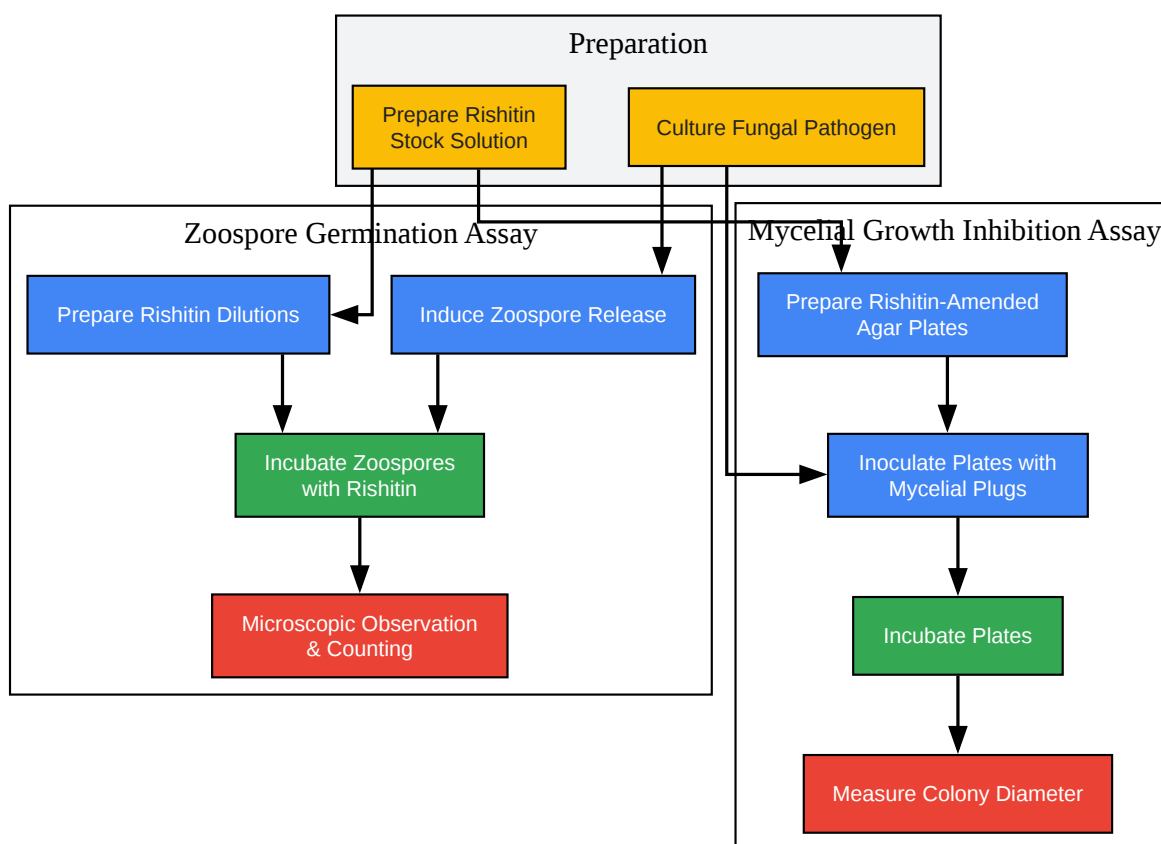 Preparation
Prepare Rishitin
Stock Solution
Culture Fungal Pathogen
Zoospore Germination Assay
Prepare Rishitin Dilutions
Induce Zoospore Release
Incubate Zoospores
with Rishitin
Microscopic Observation
& Counting
Mycelial Growth Inhibition Assay
Prepare Rishitin-Amended
Agar Plates
Inoculate Plates with
Mycelial Plugs
Incubate Plates
Measure Colony Diameter